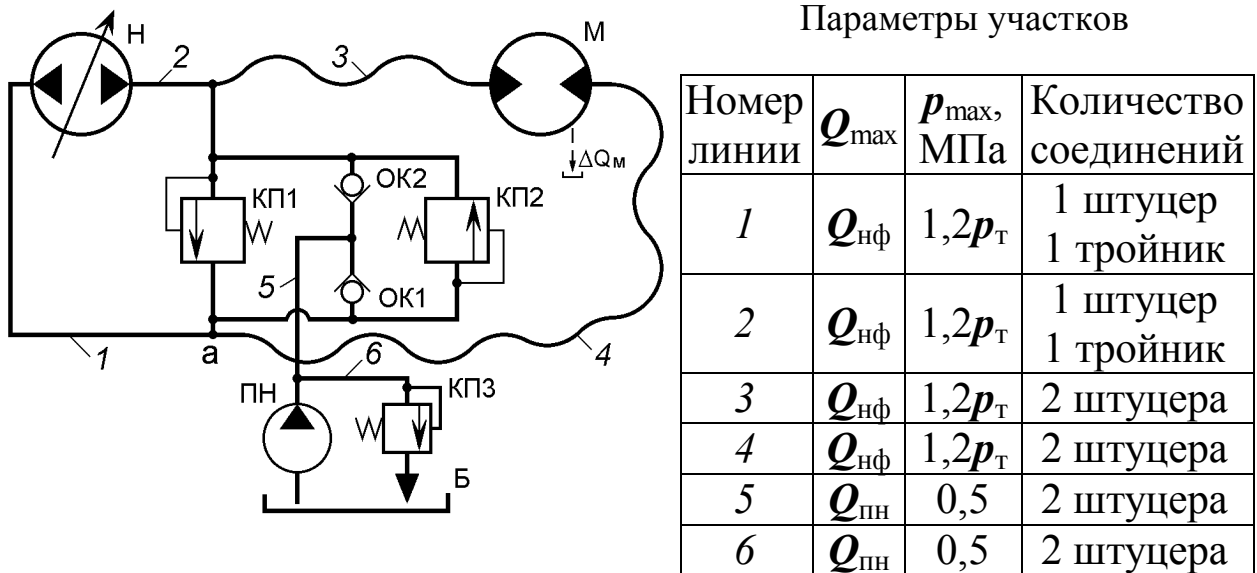 Н
М
2
3
ΔQм
ОК2
КП1
КП2
5
ОК1
1
а
6
4
ПН
КП3
Б
Параметры участков
Номер линии | Qmax | pmax, МПа | Количество соединений
1 | Qнф | 1,2pт | 1 штуцер 1 тройник
2 | Qнф | 1,2pт | 1 штуцер 1 тройник
3 | Qнф | 1,2pт | 2 штуцера
4 | Qнф | 1,2pт | 2 штуцера
5 | Qпн | 0,5 | 2 штуцера
6 | Qпн | 0,5 | 2 штуцера